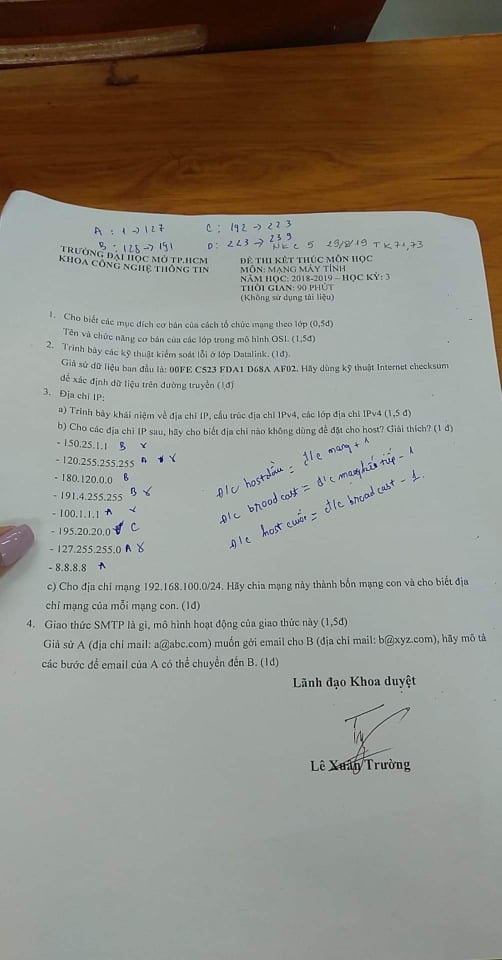 A : 1 → 127 C : 192 → 223
B : 128 → 191 D : 223 → 239
5 29/8/19 TK 71,73
TRƯỜNG ĐẠI HỌC MỞ TP.HCM
KHOA CÔNG NGHỆ THÔNG TIN
ĐỀ THI KẾT THÚC MÔN HỌC
MÔN: MẠNG MÁY TÍNH
NĂM HỌC: 2018-2019 – HỌC KỲ: 3
THỜI GIAN: 90 PHÚT
(Không sử dụng tài liệu)
1. Cho biết các mục đích cơ bản của cách tổ chức mạng theo lớp (0,5đ)
Tên và chức năng cơ bản của các lớp trong mô hình OSI. (1,5đ)
2. Trình bày các kỹ thuật kiểm soát lỗi ở lớp Datalink. (1đ).
Giả sử dữ liệu ban đầu là: 00FE C523 FDA1 D68A AF02. Hãy dùng kỹ thuật Internet checksum
để xác định dữ liệu trên đường truyền (1đ)
3. Địa chỉ IP:
a) Trình bày khái niệm về địa chỉ IP, cấu trúc địa chỉ IPv4, các lớp địa chỉ IPv4 (1,5 đ)
b) Cho các địa chỉ IP sau, hãy cho biết địa chỉ nào không dùng để đặt cho host? Giải thích? (1 đ)
- 150.25.1.1 B x
- 120.255.255.255 A x x
- 180.120.0.0 B
- 191.4.255.255 B x
- 100.1.1.1 A x
- 195.20.20.0 C
- 127.255.255.0 A x
- 8.8.8.8 A
Đ/c host đầu = đ/c mạng + 1
Đ/c broadcast = đ/c mạng kế tiếp - 1
Đ/c host cuối = đ/c broadcast - 1.
c) Cho địa chỉ mạng 192.168.100.0/24. Hãy chia mạng này thành bốn mạng con và cho biết địa
chỉ mạng của mỗi mạng con. (1đ)
4. Giao thức SMTP là gì, mô hình hoạt động của giao thức này (1,5đ)
Giả sử A (địa chỉ mail: a@abc.com) muốn gởi email cho B (địa chỉ mail: b@xyz.com), hãy mô tả
các bước để email của A có thể chuyển đến B. (1đ)
Lãnh đạo Khoa duyệt
Lê Xuân Trường